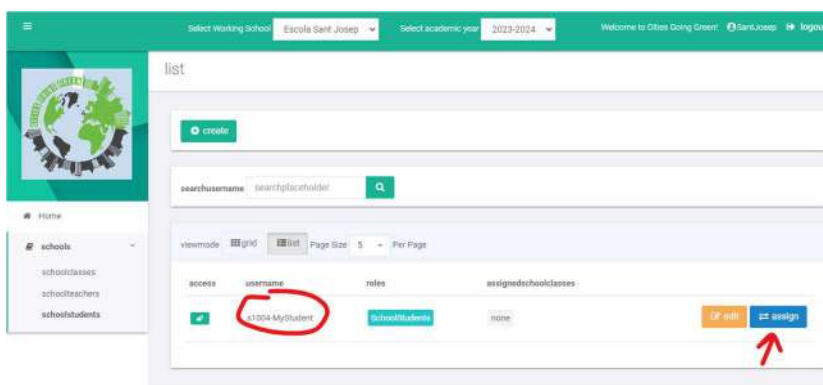 Select Working School Escola Sant Josep Select academic year 2023-2024 Welcome to Cities Going Green! SantJosep logou
list
create
searchusername searchplaceholder
Home
schools
schoolclasses
schoolteachers
schoolstudents
viewmode grid list Page Size 5 Per Page
access username roles assignedschoolclasses
s1004-MyStudent SchoolStudents none edit assign